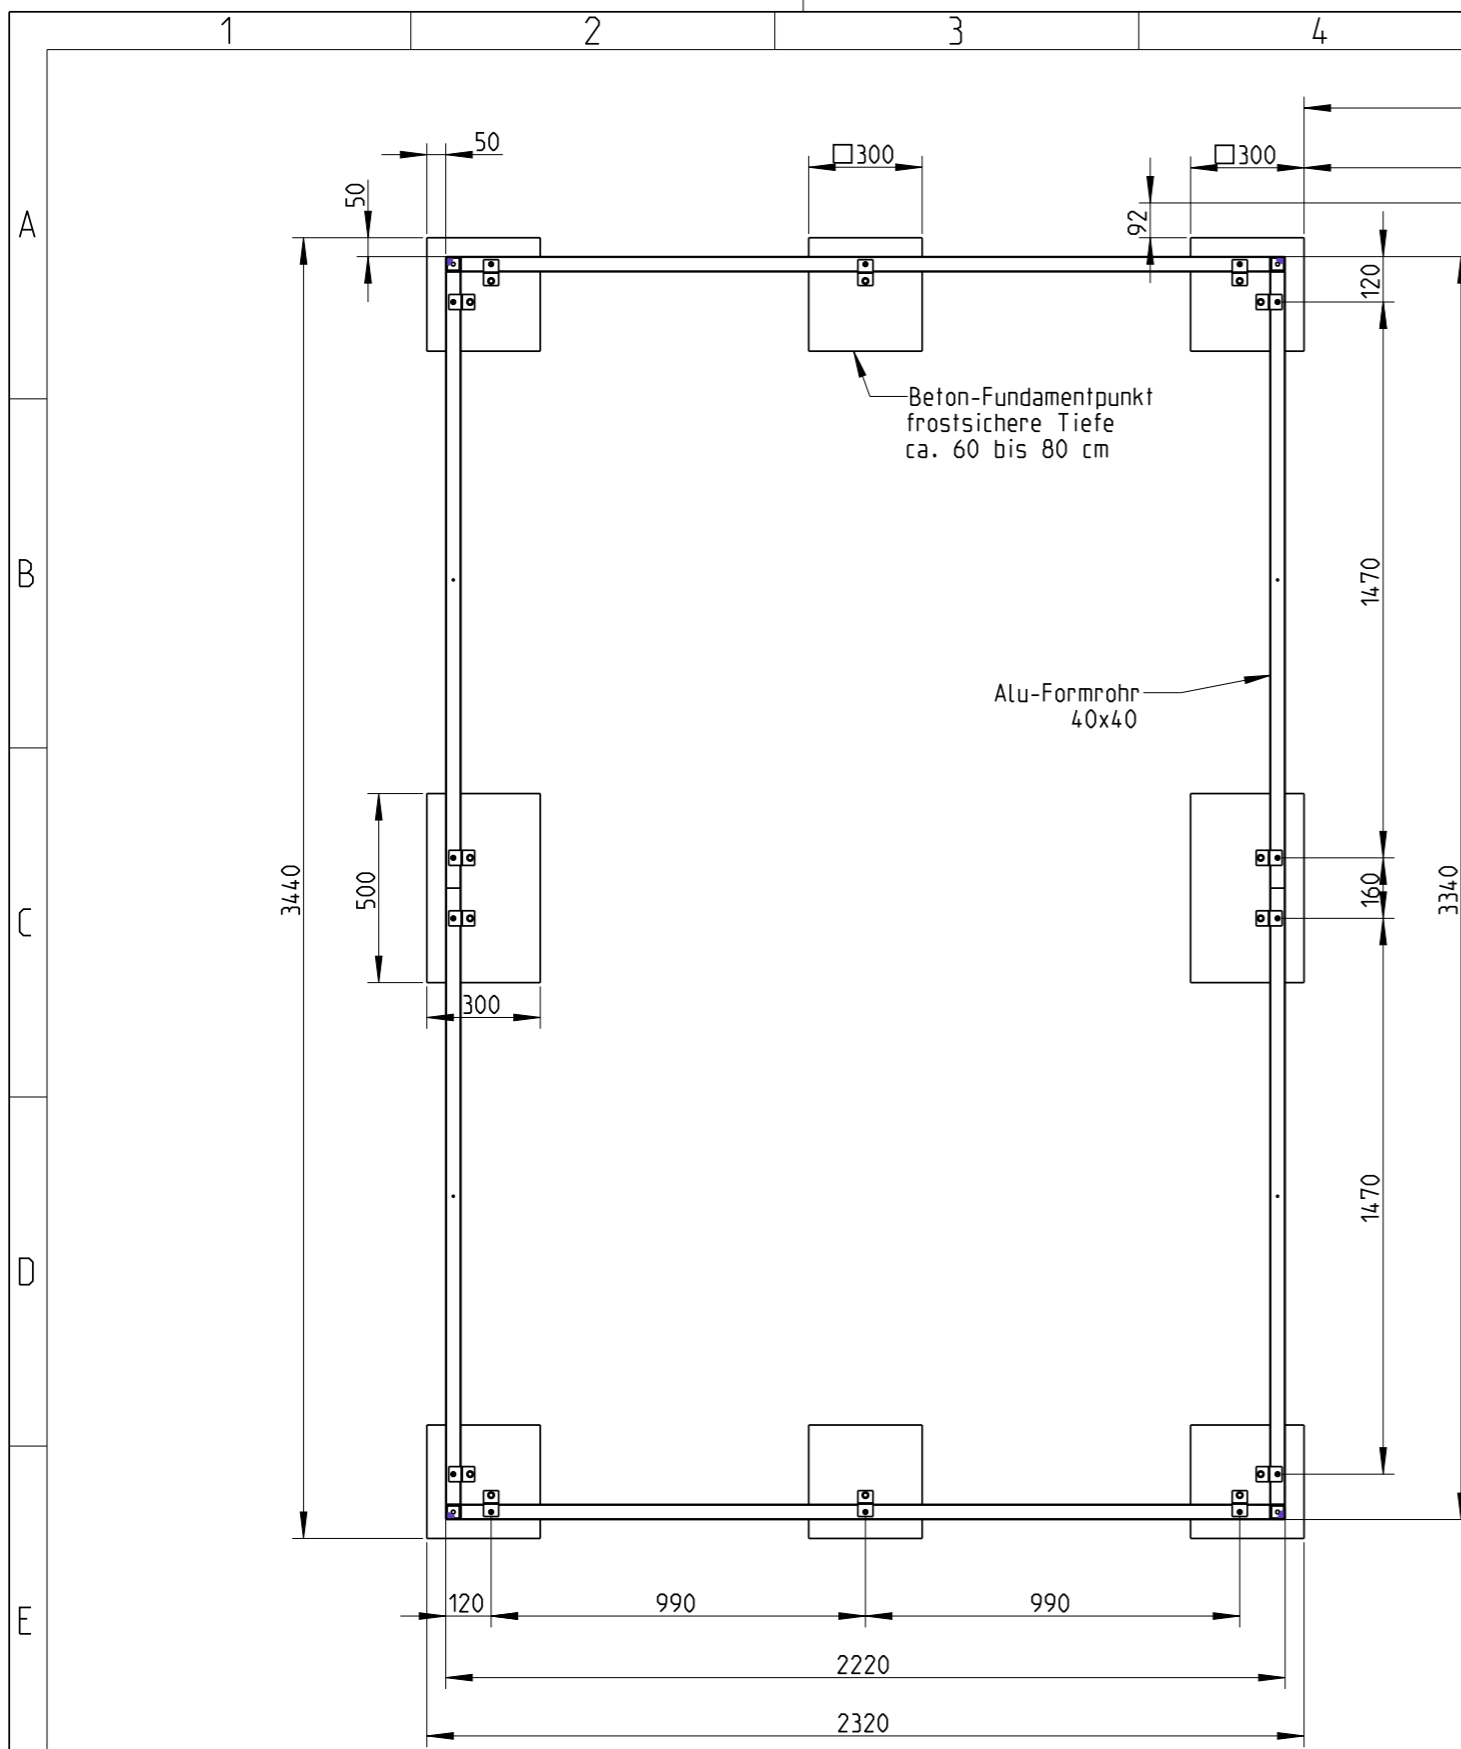 1 2 3 4
50
□300
□300
50
92
A
120
Beton-Fundamentpunkt
frostsichere Tiefe
ca. 60 bis 80 cm
B
1470
Alu-Formrohr
40x40
3440
500
160
3340
C
300
1470
D
E
120 990 990
2220
2320